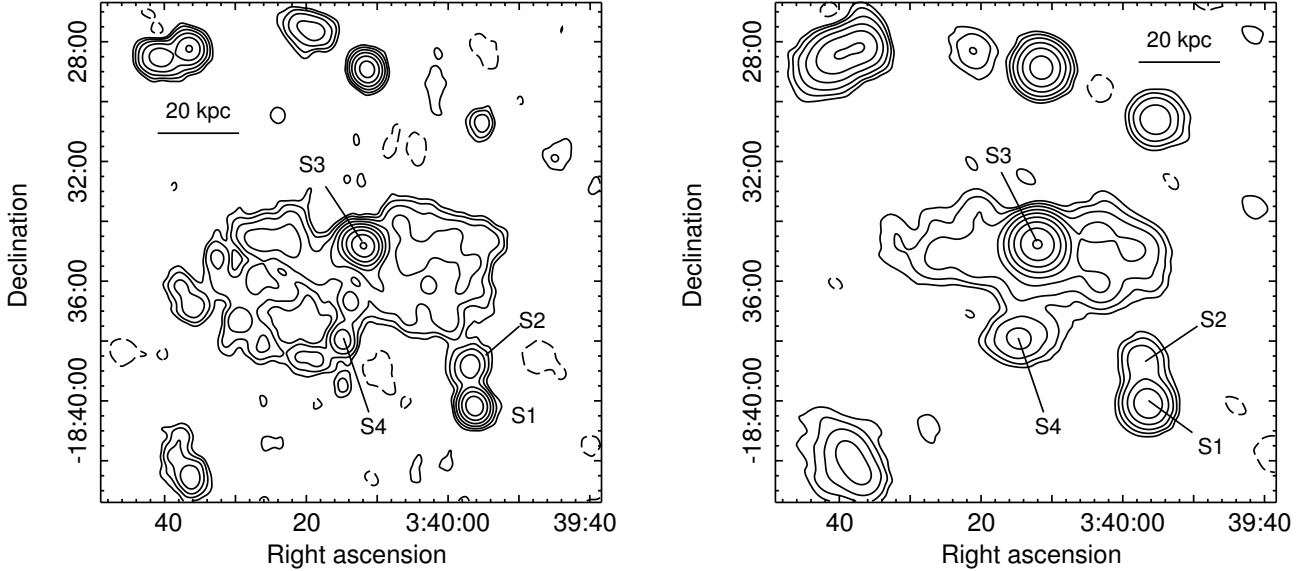 28:00
32:00
36:00
-18:40:00
Declination
20 kpc
S3
S2
S1
S4
40
20
3:40:00
39:40
Right ascension
28:00
32:00
36:00
-18:40:00
Declination
20 kpc
S3
S2
S4
S1
40
20
3:40:00
39:40
Right ascension